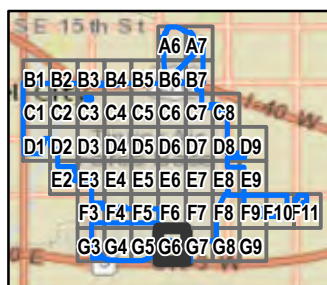 SE 15th St
A6 A7
B1 B2 B3 B4 B5 B6 B7
I-40 W
C1 C2 C3 C4 C5 C6 C7 C8
D1 D2 D3 D4 D5 D6 D7 D8 D9
E2 E3 E4 E5 E6 E7 E8 E9
F3 F4 F5 F6 F7 F8 F9 F10 F11
G3 G4 G5 G6 G7 G8 G9